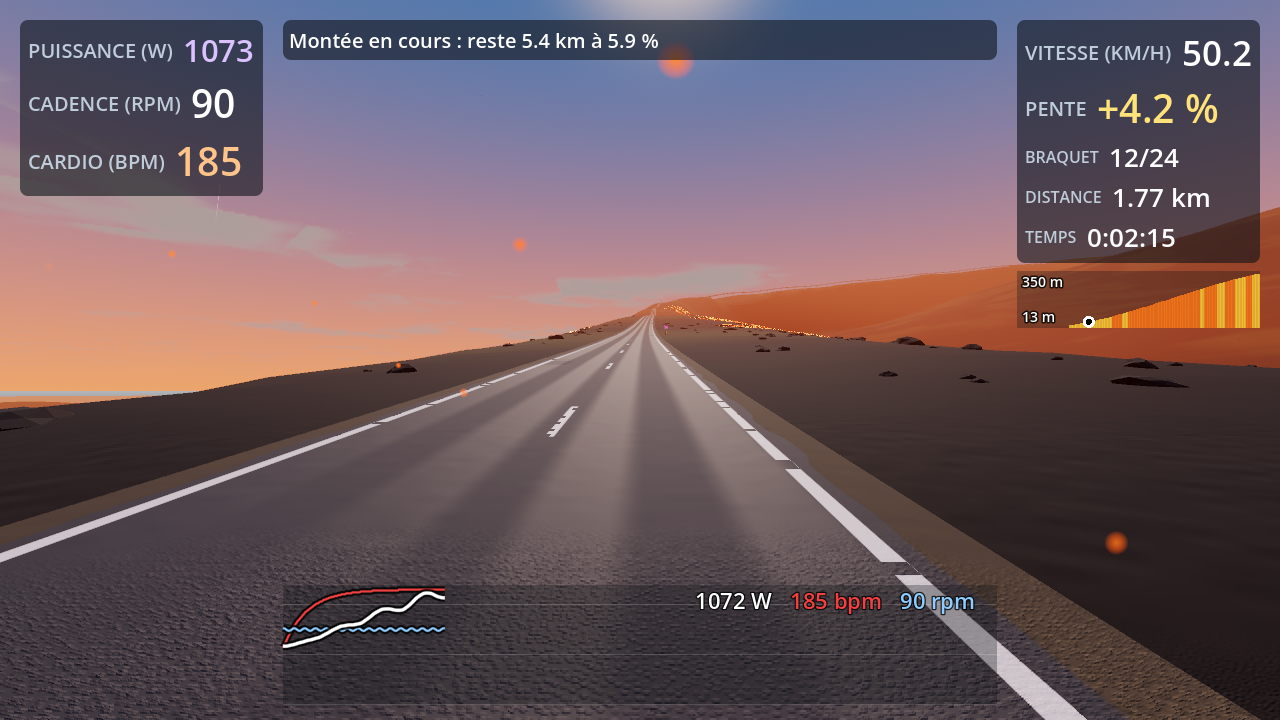 PUISSANCE (W) 1073
CADENCE (RPM) 90
CARDIO (BPM) 185
Montée en cours : reste 5.4 km à 5.9 %
VITESSE (KM/H) 50.2
PENTE +4.2 %
BRAQUET 12/24
DISTANCE 1.77 km
TEMPS 0:02:15
350 m
13 m
1072 W 185 bpm 90 rpm